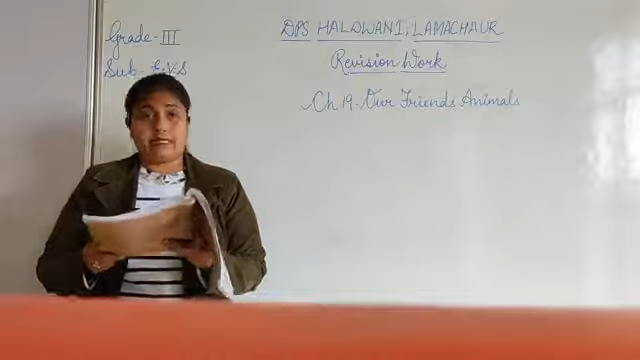 Grade-III
DPS HALDWANI, LAMACHAUR
Sub- E.V.S
Revision Work
Ch 19- Our Friends Animals